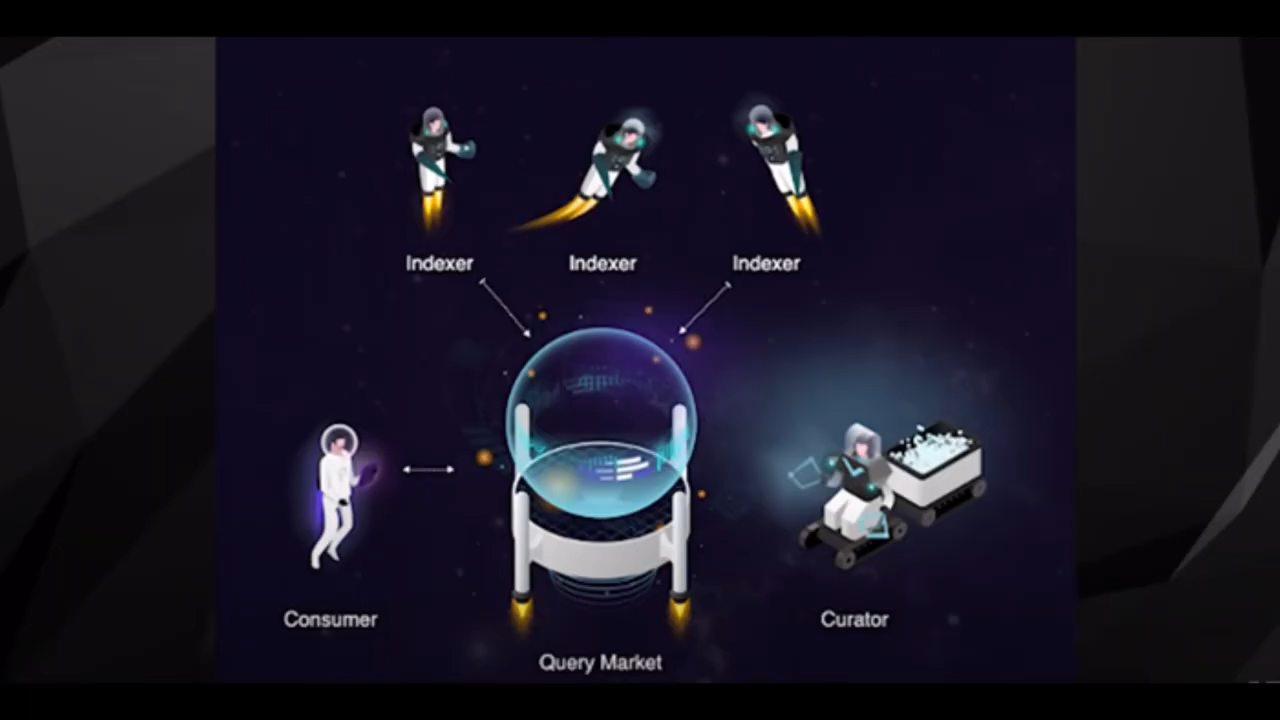 Indexer
Indexer
Indexer
Consumer
Curator
Query Market